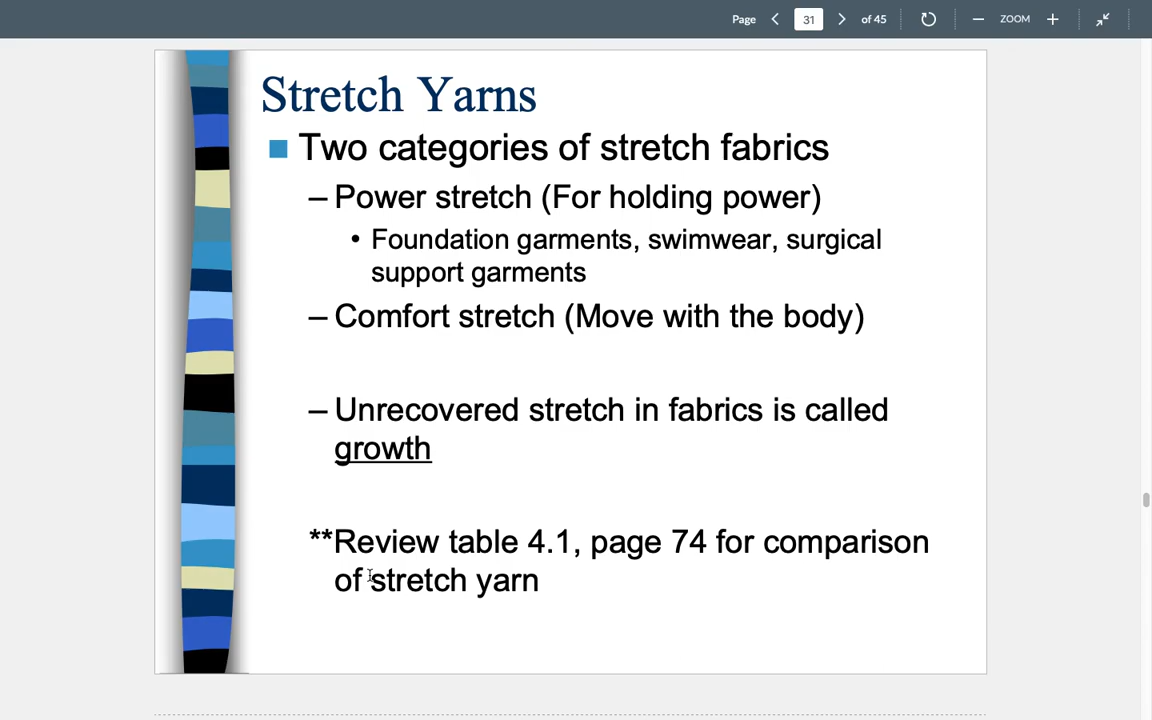 Page 31 of 45 ZOOM
Stretch Yarns
Two categories of stretch fabrics
– Power stretch (For holding power)
• Foundation garments, swimwear, surgical
support garments
– Comfort stretch (Move with the body)
– Unrecovered stretch in fabrics is called
growth
**Review table 4.1, page 74 for comparison
of stretch yarn